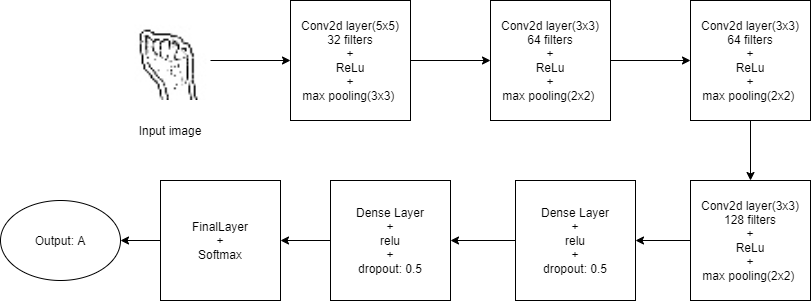 Input image
Conv2d layer(5x5)
32 filters
+
ReLu
+
max pooling(3x3)
Conv2d layer(3x3)
64 filters
+
ReLu
+
max pooling(2x2)
Conv2d layer(3x3)
64 filters
+
ReLu
+
max pooling(2x2)
Conv2d layer(3x3)
128 filters
+
ReLu
+
max pooling(2x2)
Dense Layer
+
relu
+
dropout: 0.5
Dense Layer
+
relu
+
dropout: 0.5
FinalLayer
+
Softmax
Output: A